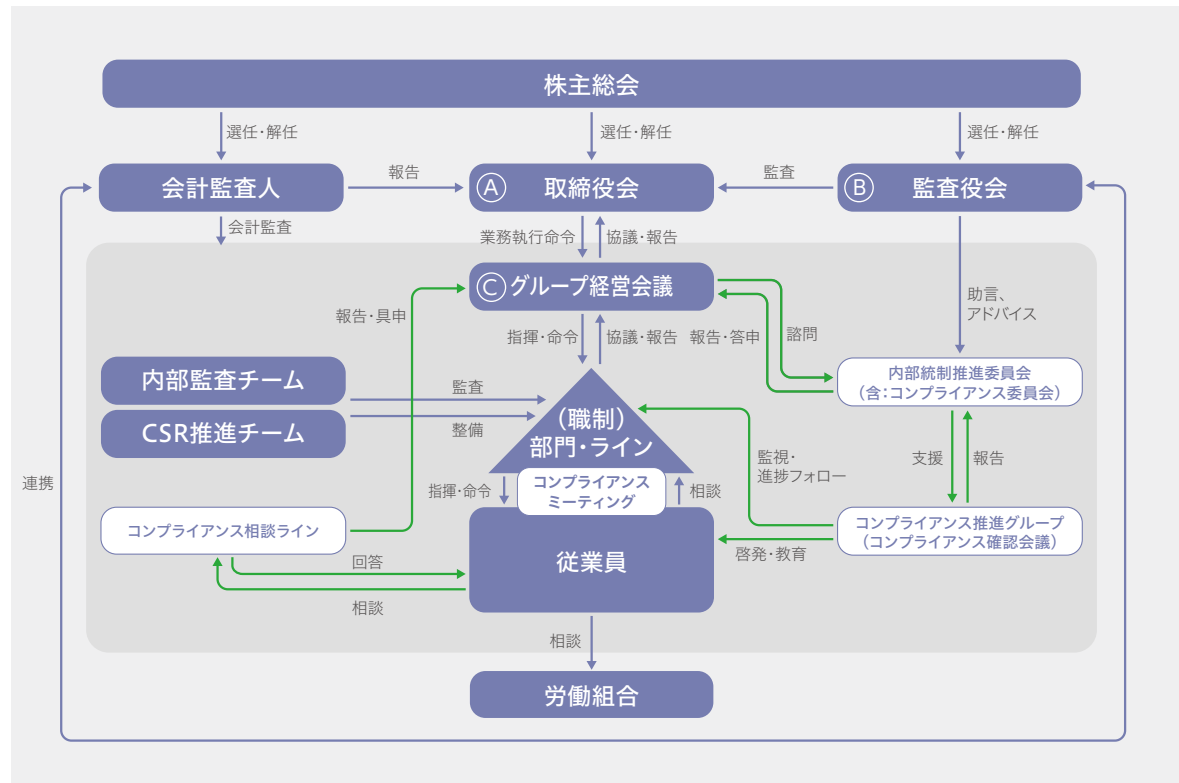 株主総会
選任・解任
選任・解任
選任・解任
会計監査人
報告
Ⓐ 取締役会
監査
Ⓑ 監査役会
会計監査
業務執行命令
協議・報告
Ⓒ グループ経営会議
報告・具申
指揮・命令
協議・報告
報告・答申
諮問
助言、
アドバイス
内部監査チーム
監査
CSR推進チーム
整備
(職制)
部門・ライン
内部統制推進委員会
(含:コンプライアンス委員会)
連携
監視・
進捗フォロー
支援
報告
指揮・命令
コンプライアンス
ミーティング
相談
コンプライアンス相談ライン
コンプライアンス推進グループ
(コンプライアンス確認会議)
啓発・教育
回答
従業員
相談
相談
労働組合